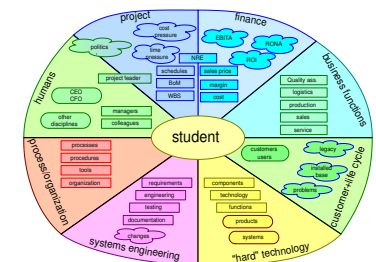 project
cost
pressure
time
pressure
politics
NRE
schedules
BoM
WBS
project leader
finance
EBITA
RONA
ROI
sales price
margin
cost
humans
CEO
CFO
managers
colleagues
other
disciplines
business functions
Quality ass.
logistics
production
sales
service
student
process/organization
processes
procedures
tools
organization
customer+life cycle
customers
users
legacy
installed
base
problems
systems engineering
requirements
engineering
testing
documentation
changes
"hard" technology
components
technology
functions
products
systems